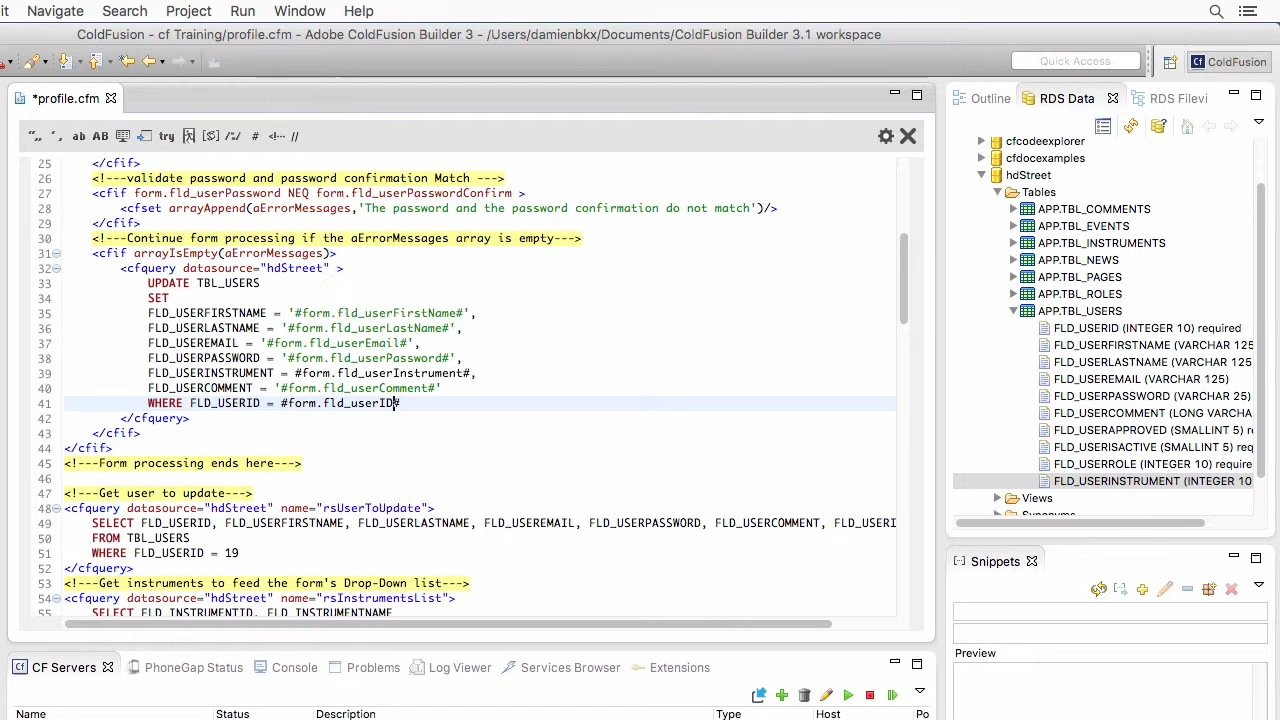 it Navigate Search Project Run Window Help
ColdFusion - cf Training/profile.cfm - Adobe ColdFusion Builder 3 - /Users/damienbkx/Documents/ColdFusion Builder 3.1 workspace
Quick Access
ColdFusion
*profile.cfm
Outline
RDS Data
RDS Filevi
„ “ ab AB try /:/ # <!-- //
25 </cfif>
26 <!---validate password and password confirmation Match --->
27 <cfif form.fld_userPassword NEQ form.fld_userPasswordConfirm >
28 <cfset arrayAppend(aErrorMessages,'The password and the password confirmation do not match')/>
29 </cfif>
30 <!---Continue form processing if the aErrorMessages array is empty--->
31 <cfif arrayIsEmpty(aErrorMessages)>
32 <cfquery datasource="hdStreet" >
33 UPDATE TBL_USERS
34 SET
35 FLD_USERFIRSTNAME = '#form.fld_userFirstName#',
36 FLD_USERLASTNAME = '#form.fld_userLastName#',
37 FLD_USEREMAIL = '#form.fld_userEmail#',
38 FLD_USERPASSWORD = '#form.fld_userPassword#',
39 FLD_USERINSTRUMENT = #form.fld_userInstrument#,
40 FLD_USERCOMMENT = '#form.fld_userComment#'
41 WHERE FLD_USERID = #form.fld_userID#
42 </cfquery>
43 </cfif>
44 </cfif>
45 <!---Form processing ends here--->
46
47 <!---Get user to update--->
48 <cfquery datasource="hdStreet" name="rsUserToUpdate">
49 SELECT FLD_USERID, FLD_USERFIRSTNAME, FLD_USERLASTNAME, FLD_USEREMAIL, FLD_USERPASSWORD, FLD_USERCOMMENT, FLD_USERI
50 FROM TBL_USERS
51 WHERE FLD_USERID = 19
52 </cfquery>
53 <!---Get instruments to feed the form's Drop-Down list--->
54 <cfquery datasource="hdStreet" name="rsInstrumentsList">
55 SELECT FLD_INSTRUMENTID, FLD_INSTRUMENTNAME
cfcodeexplorer
cfdocexamples
hdStreet
Tables
APP.TBL_COMMENTS
APP.TBL_EVENTS
APP.TBL_INSTRUMENTS
APP.TBL_NEWS
APP.TBL_PAGES
APP.TBL_ROLES
APP.TBL_USERS
FLD_USERID (INTEGER 10) required
FLD_USERFIRSTNAME (VARCHAR 125
FLD_USERLASTNAME (VARCHAR 125
FLD_USEREMAIL (VARCHAR 125)
FLD_USERPASSWORD (VARCHAR 25)
FLD_USERCOMMENT (LONG VARCHAR
FLD_USERAPPROVED (SMALLINT 5)
FLD_USERISACTIVE (SMALLINT 5) req
FLD_USERROLE (INTEGER 10) require
FLD_USERINSTRUMENT (INTEGER 10
Views
Synonyms
Snippets
Preview
CF Servers
PhoneGap Status
Console
Problems
Log Viewer
Services Browser
Extensions
Name Status Description Type Host Po